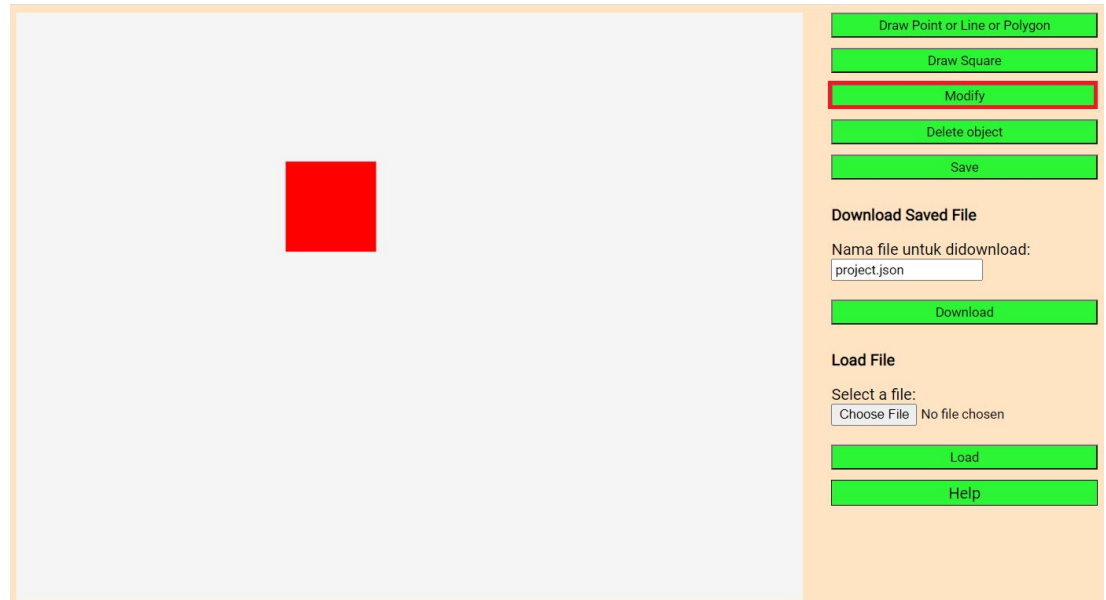 Draw Point or Line or Polygon
Draw Square
Modify
Delete object
Save
Download Saved File
Nama file untuk didownload:
project.json
Download
Load File
Select a file:
Choose File No file chosen
Load
Help